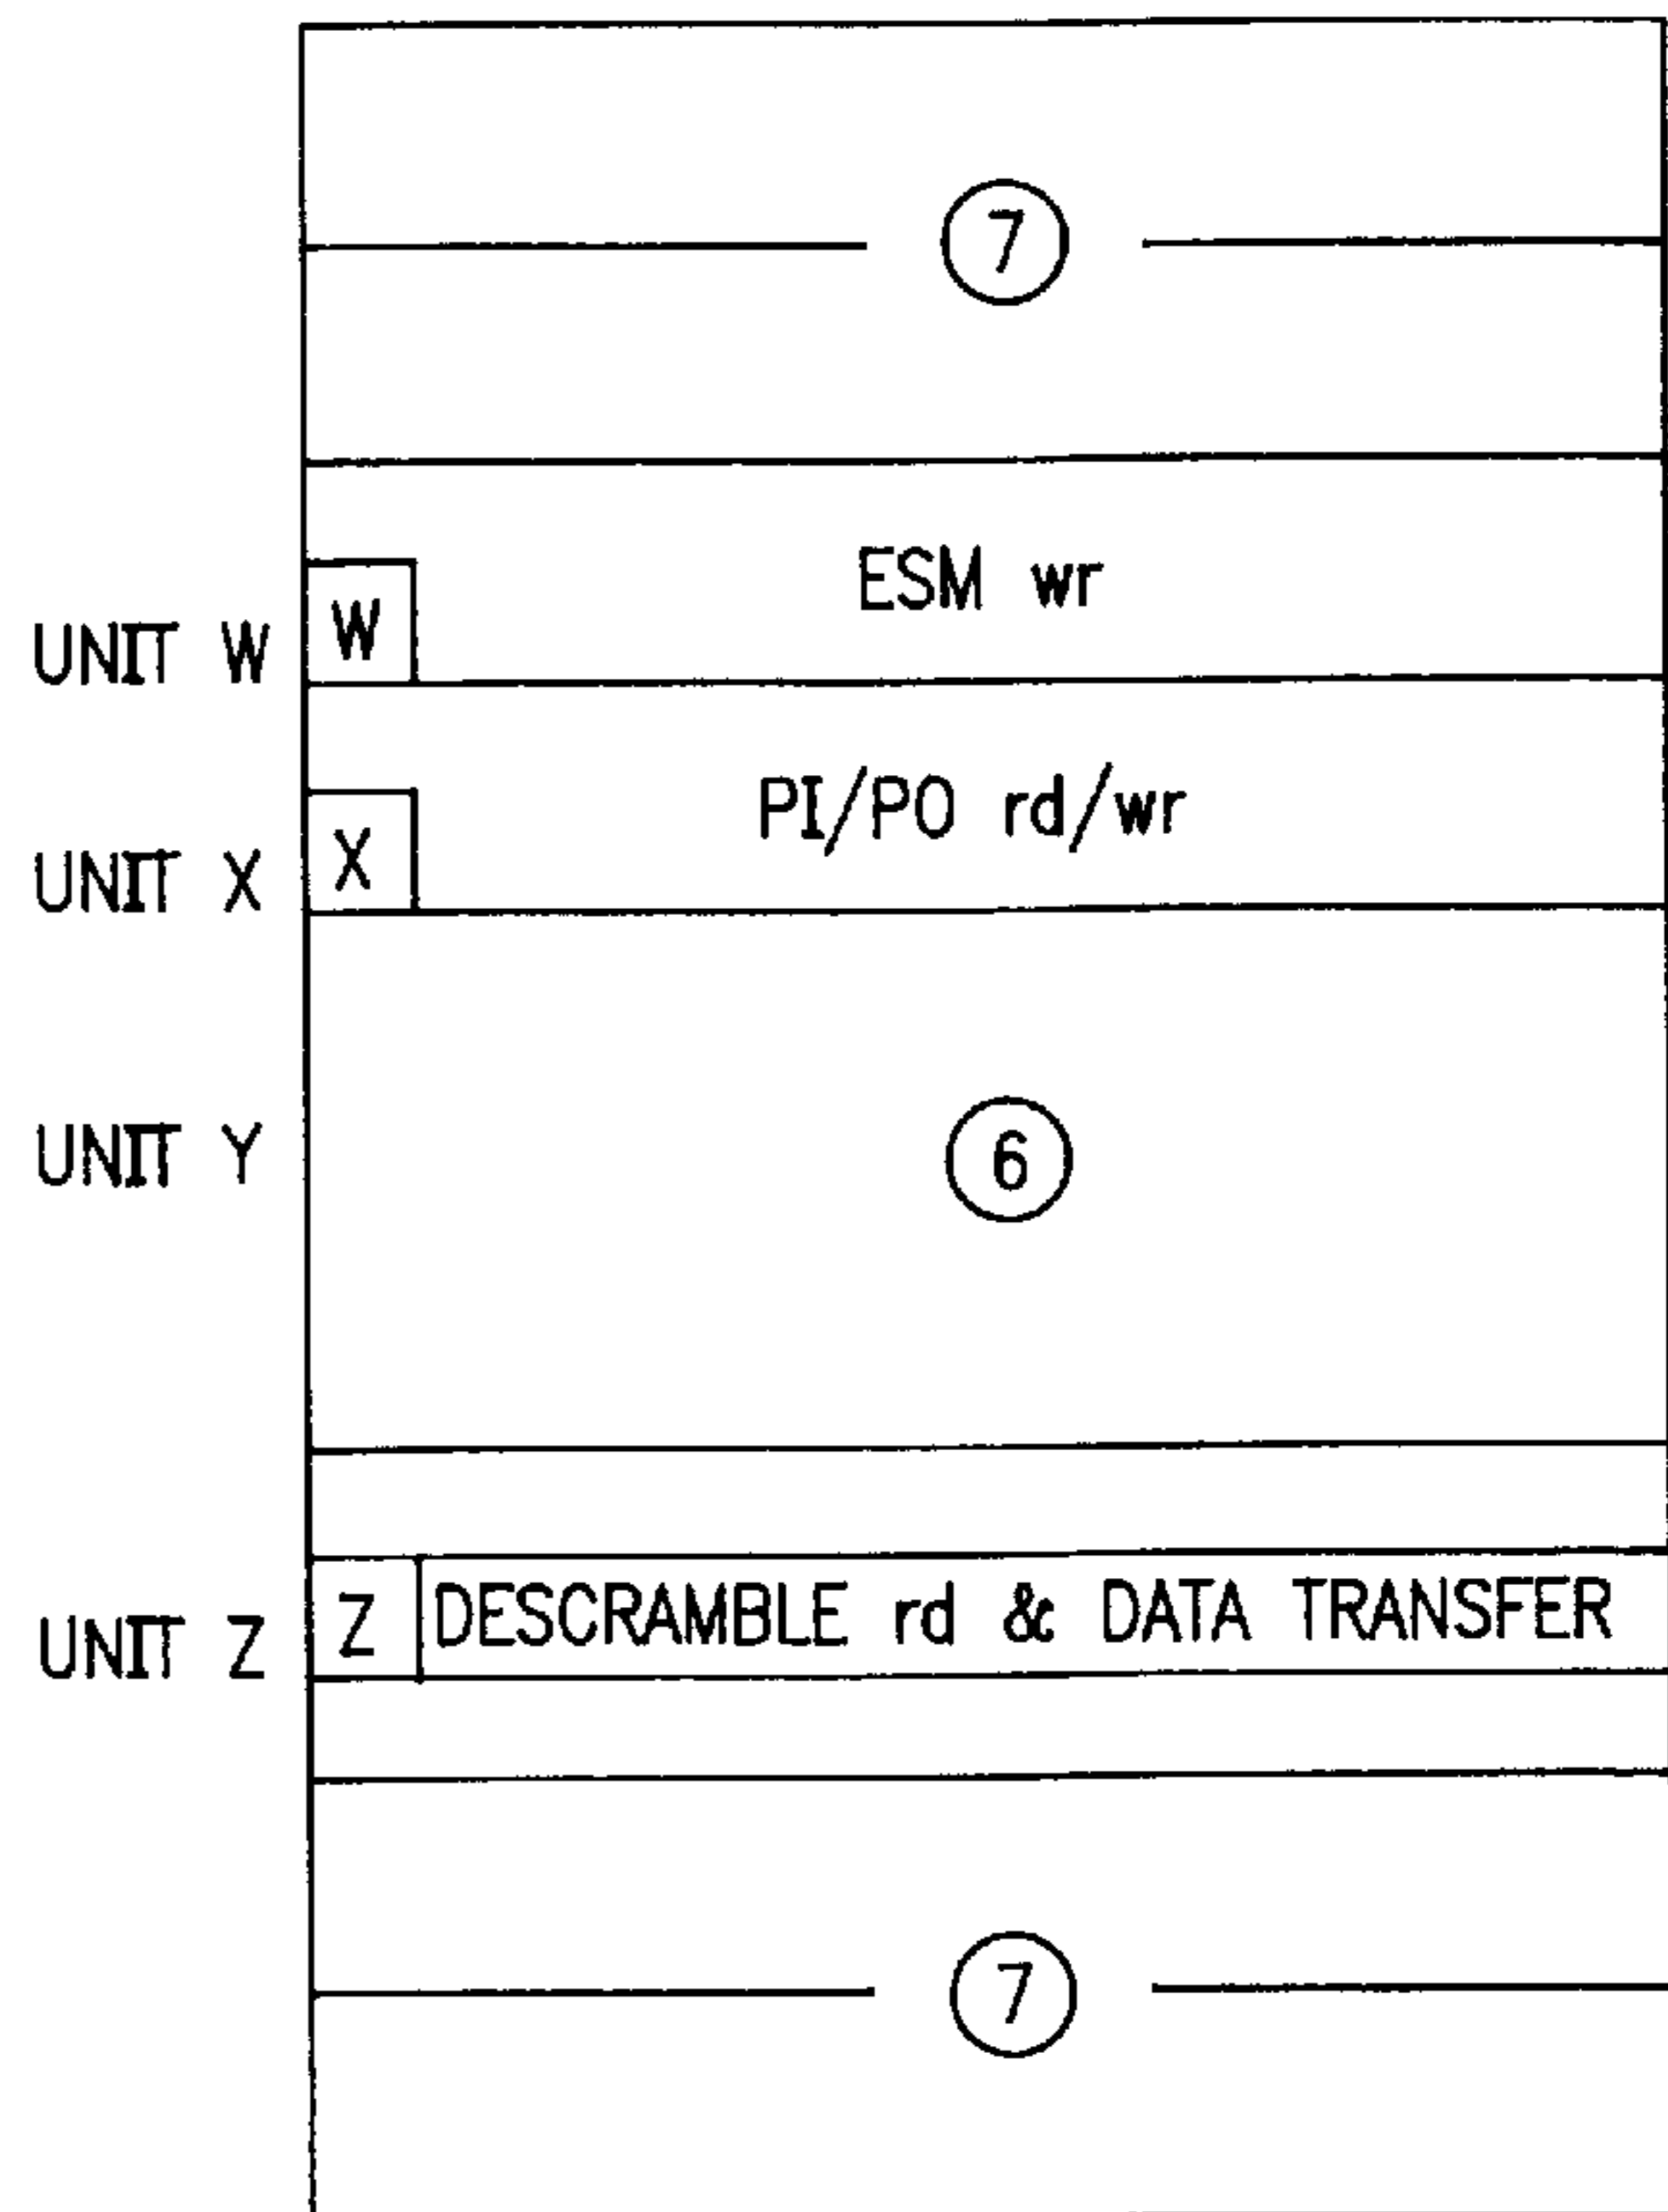 ⑦
ESM wr
UNIT W W
PI/PO rd/wr
UNIT X X
UNIT Y ⑥
UNIT Z Z DESCRAMBLE rd & DATA TRANSFER
⑦